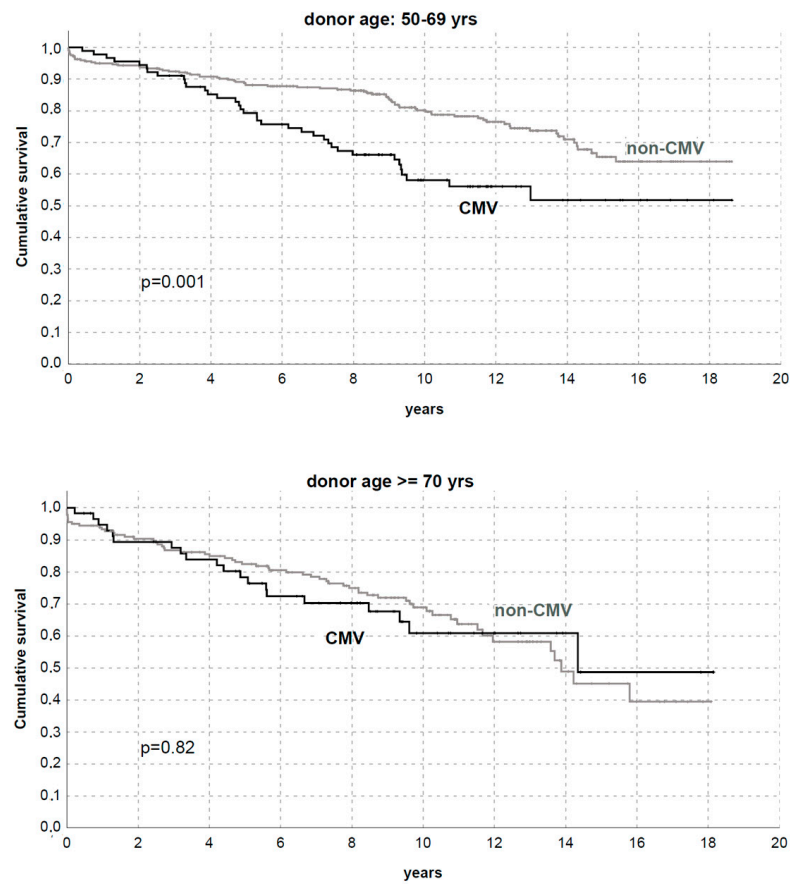 donor age: 50-69 yrs
1.0
0.9
0.8
0.7
non-CMV
0.6
0.5
CMV
0.4
0.3
p=0.001
0.2
0.1
0.0
Cumulative survival
0 2 4 6 8 10 12 14 16 18 20
years
donor age >= 70 yrs
1.0
0.9
0.8
0.7
non-CMV
0.6
CMV
0.5
0.4
0.3
p=0.82
0.2
0.1
0,0
Cumulative survival
0 2 4 6 8 10 12 14 16 18 20
years